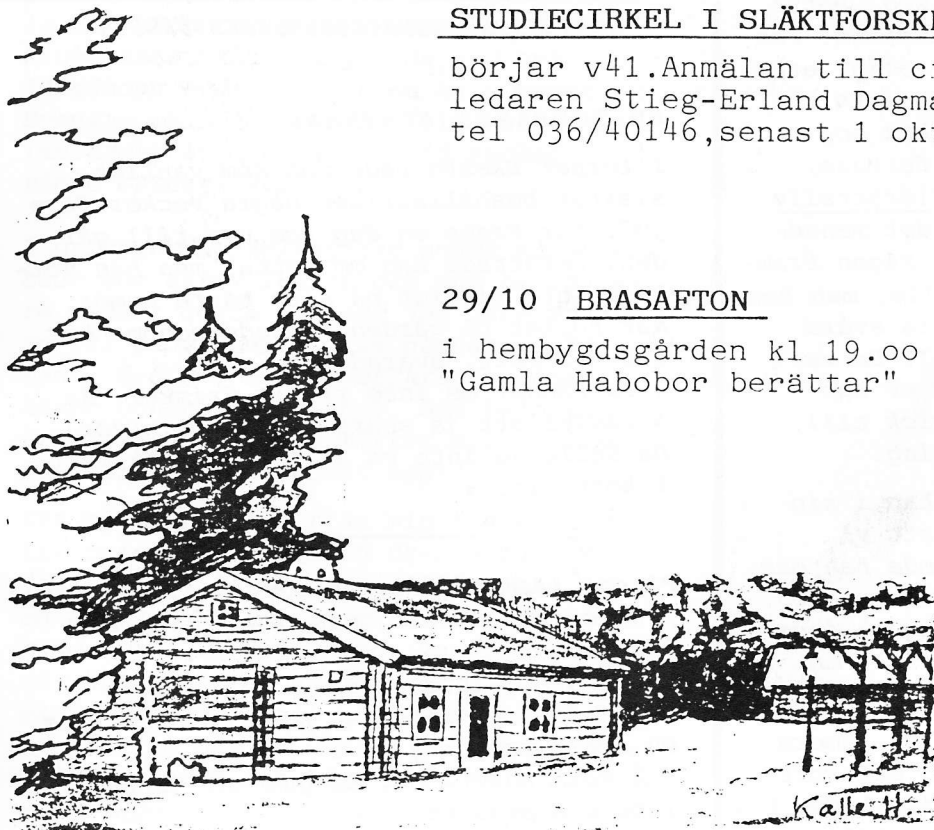 STUDIECIRKEL I SLÄKTFORSK
börjar v41.Anmälan till
ledaren Stieg-Erland Dagma
tel 036/40146,senast 1 okt
29/10 BRASAFTON
i hembygdsgården kl 19.oo
"Gamla Habobor berättar"
Kalle H